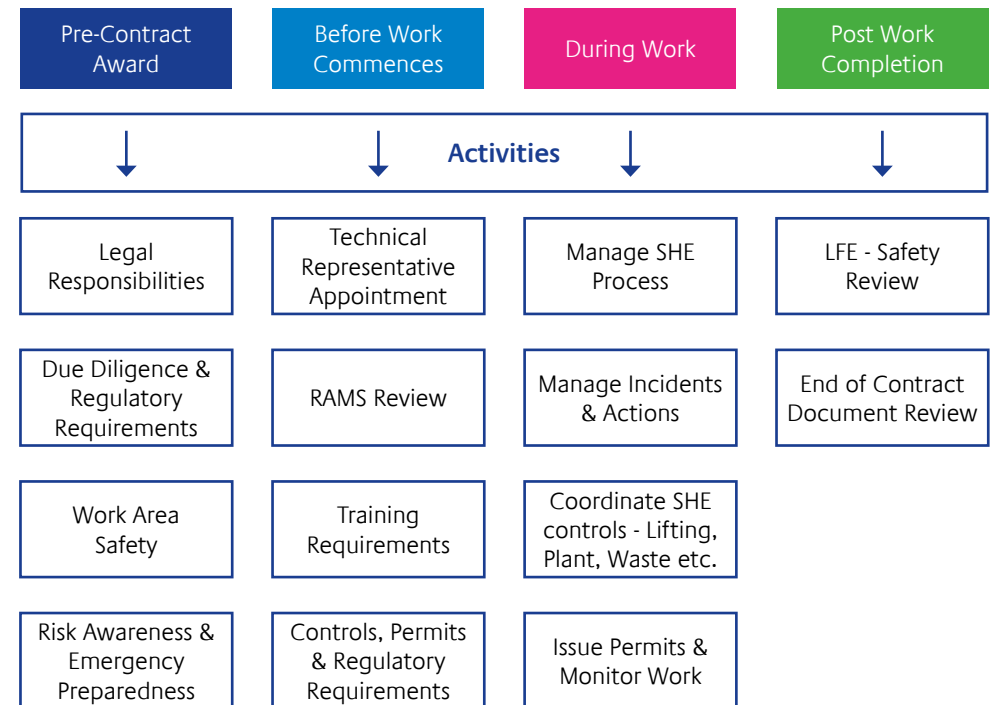 Pre-Contract
Award
Before Work
Commences
During Work
Post Work
Completion
Activities
Legal
Responsibilities
Technical
Representative
Appointment
Manage SHE
Process
LFE - Safety
Review
Due Diligence &
Regulatory
Requirements
RAMS Review
Manage Incidents
& Actions
End of Contract
Document Review
Work Area
Safety
Training
Requirements
Coordinate SHE
controls - Lifting,
Plant, Waste etc.
Risk Awareness &
Emergency
Preparedness
Controls, Permits
& Regulatory
Requirements
Issue Permits &
Monitor Work